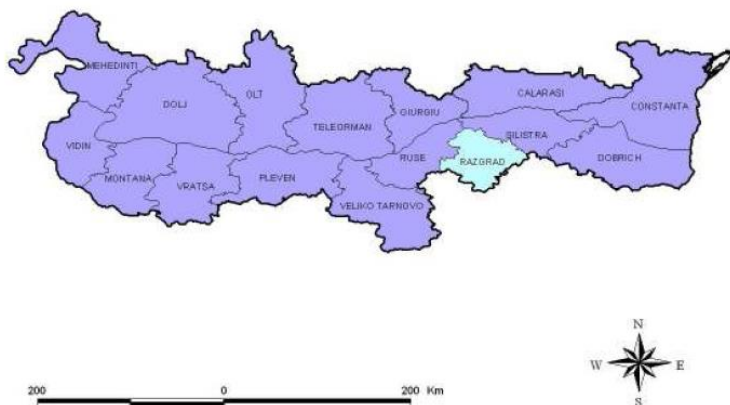 MEHEDINTI
DOLJ
OLT
TELEORMAN
GIURGIU
CALARASI
CONSTANTA
VIDIN
MONTANA
VRATSA
PLEVEN
VELIKO TARNOVO
RUSE
RAZGRAD
SILISTRA
DOBRICH
N
W E
S
200 0 200 Km